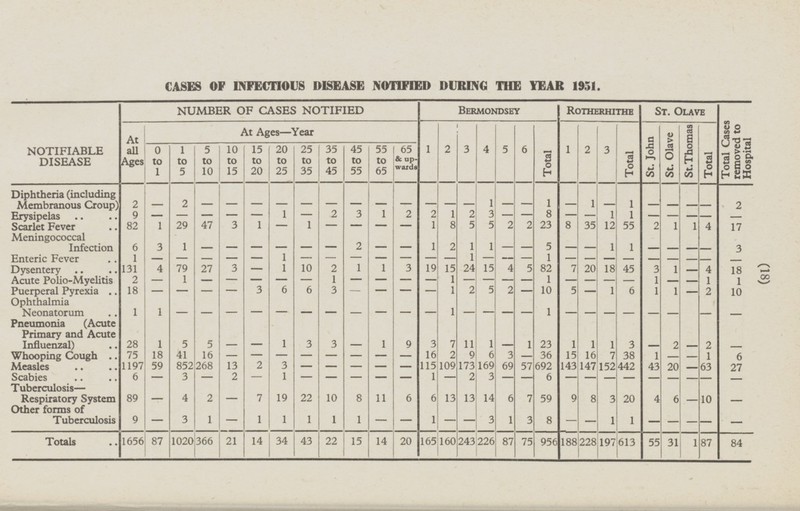 CASES OF INFECTIOUS DISEASE NOTIFIED DURING THE YEAR 1951.
NOTIFIABLE DISEASE | NUMBER OF CASES NOTIFIED | BERMONDSEY | ROTHERHITHE | ST. OLAVE | Total Cases removed to Hospital
At all Ages | At Ages—Year
0 to 1 | 1 to 5 | 5 to 10 | 10 to 15 | 15 to 20 | 20 to 25 | 25 to 35 | 35 to 45 | 45 to 55 | 55 to 65 | 65 & up-wards | 1 | 2 | 3 | 4 | 5 | 6 | Total | 1 | 2 | 3 | Total | St. John | St. Olave | St. Thomas | Total
Diphtheria (including
Membranous Croup) 2 — 2 — — — — — — — — — — — — 1 — — 1 — 1 — 1 — — — — 2
Erysipelas .. .. 9 — — — — — 1 — 2 3 1 2 2 1 2 3 — — 8 — — 1 1 — — — — —
Scarlet Fever .. 82 1 29 47 3 1 — 1 — — — — 1 8 5 5 2 2 23 8 35 12 55 2 1 1 4 17
Meningococcal
Infection 6 3 1 — — — — — — 2 — — 1 2 1 1 — — 5 — — 1 1 — — — — 3
Enteric Fever .. 1 — — — — — 1 — — — — — — — 1 — — — 1 — — — — — — — — —
Dysentery .. .. 131 4 79 27 3 — 1 10 2 1 1 3 19 15 24 15 4 5 82 7 20 18 45 3 1 — 4 18
Acute Polio-Myelitis 2 — 1 — — — — — 1 — — — — 1 — — — — 1 — — — — 1 — — 1 1
Puerperal Pyrexia .. 18 — — — — 3 6 6 3 — — — — 1 2 5 2 — 10 5 — 1 6 1 1 — 2 10
Ophthalmia
Neonatorum 1 1 — — — — — — — — — — — 1 — — — — 1 — — — — — — — — —
Pneumonia (Acute
Primary and Acute
Influenzal) 28 1 5 5 — — 1 3 3 — 1 9 3 7 11 1 — 1 23 1 1 1 3 — 2 — 2 —
Whooping Cough .. 75 18 41 16 — — — — — — — — 16 2 9 6 3 — 36 15 16 7 38 1 — — 1 6
Measles .. .. 1197 59 852 268 13 2 3 — — — — — 115 109 173 169 69 57 692 143 147 152 442 43 20 — 63 27
Scabies .. .. 6 — 3 — 2 — 1 — — — — — 1 — 2 3 — — 6 — — — — — — — — —
Tuberculosis—
Respiratory System 89 — 4 2 — 7 19 22 10 8 11 6 6 13 13 14 6 7 59 9 8 3 20 4 6 — 10 —
Other forms of
Tuberculosis 9 — 3 1 — 1 1 1 1 1 — — 1 — — 3 1 3 8 — — 1 1 — — — — —
Totals .. 1656 87 1020 366 21 14 34 43 22 15 14 20 165 160 243 226 87 75 956 188 228 197 613 55 31 1 87 84
(18)